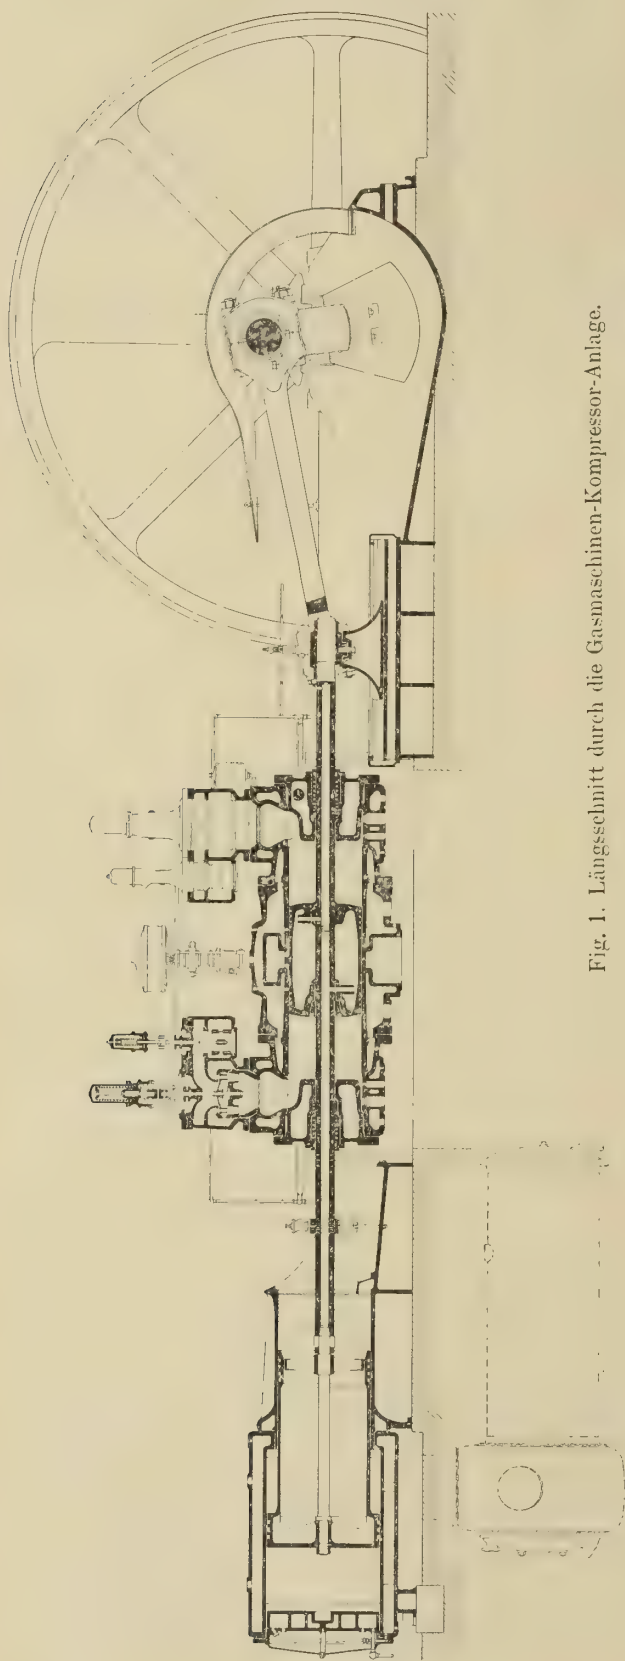 Fig. 1. Längsschnitt durch die Gasmaschinen-Kompressor-Anlage.